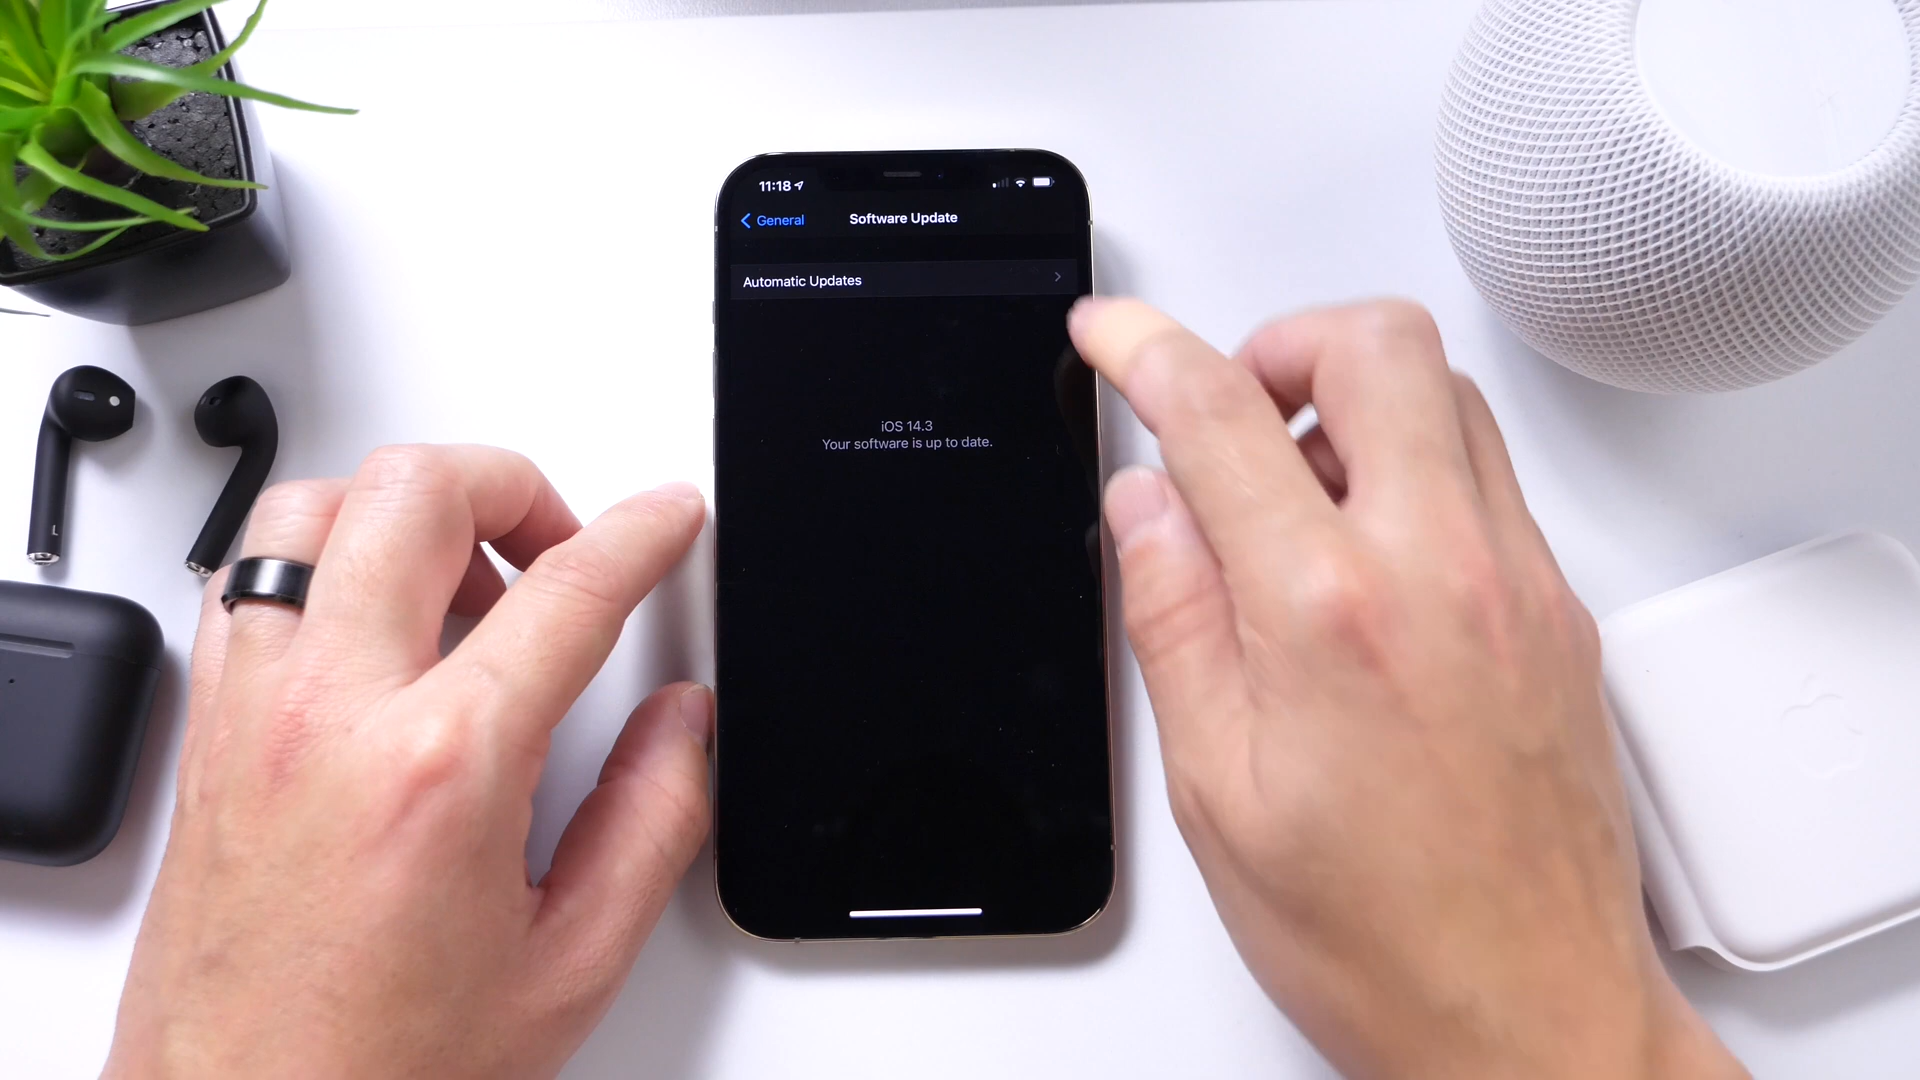 11:18
General
Software Update
Automatic Updates
iOS 14.3
Your software is up to date.
L